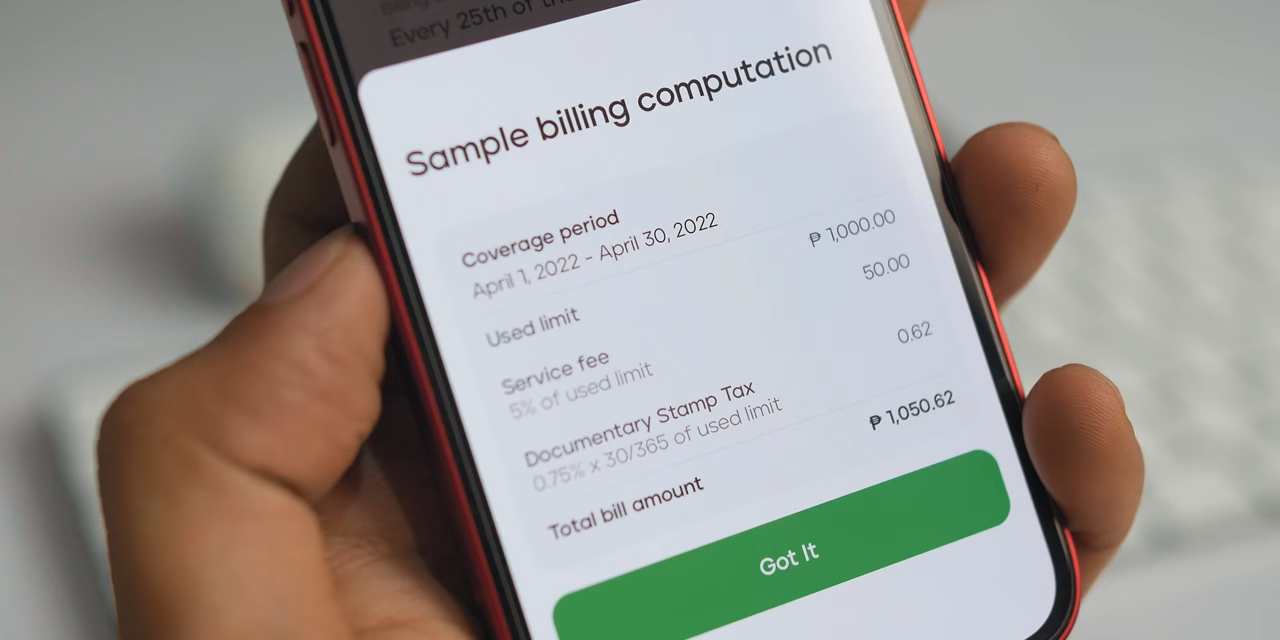 Every 25th of the
Sample billing computation
Coverage period
April 1, 2022 - April 30, 2022
Used limit
₱ 1,000.00
Service fee
50.00
5% of used limit
Documentary Stamp Tax
0.62
0.75% x 30/365 of used limit
Total bill amount
₱ 1,050.62
Got It